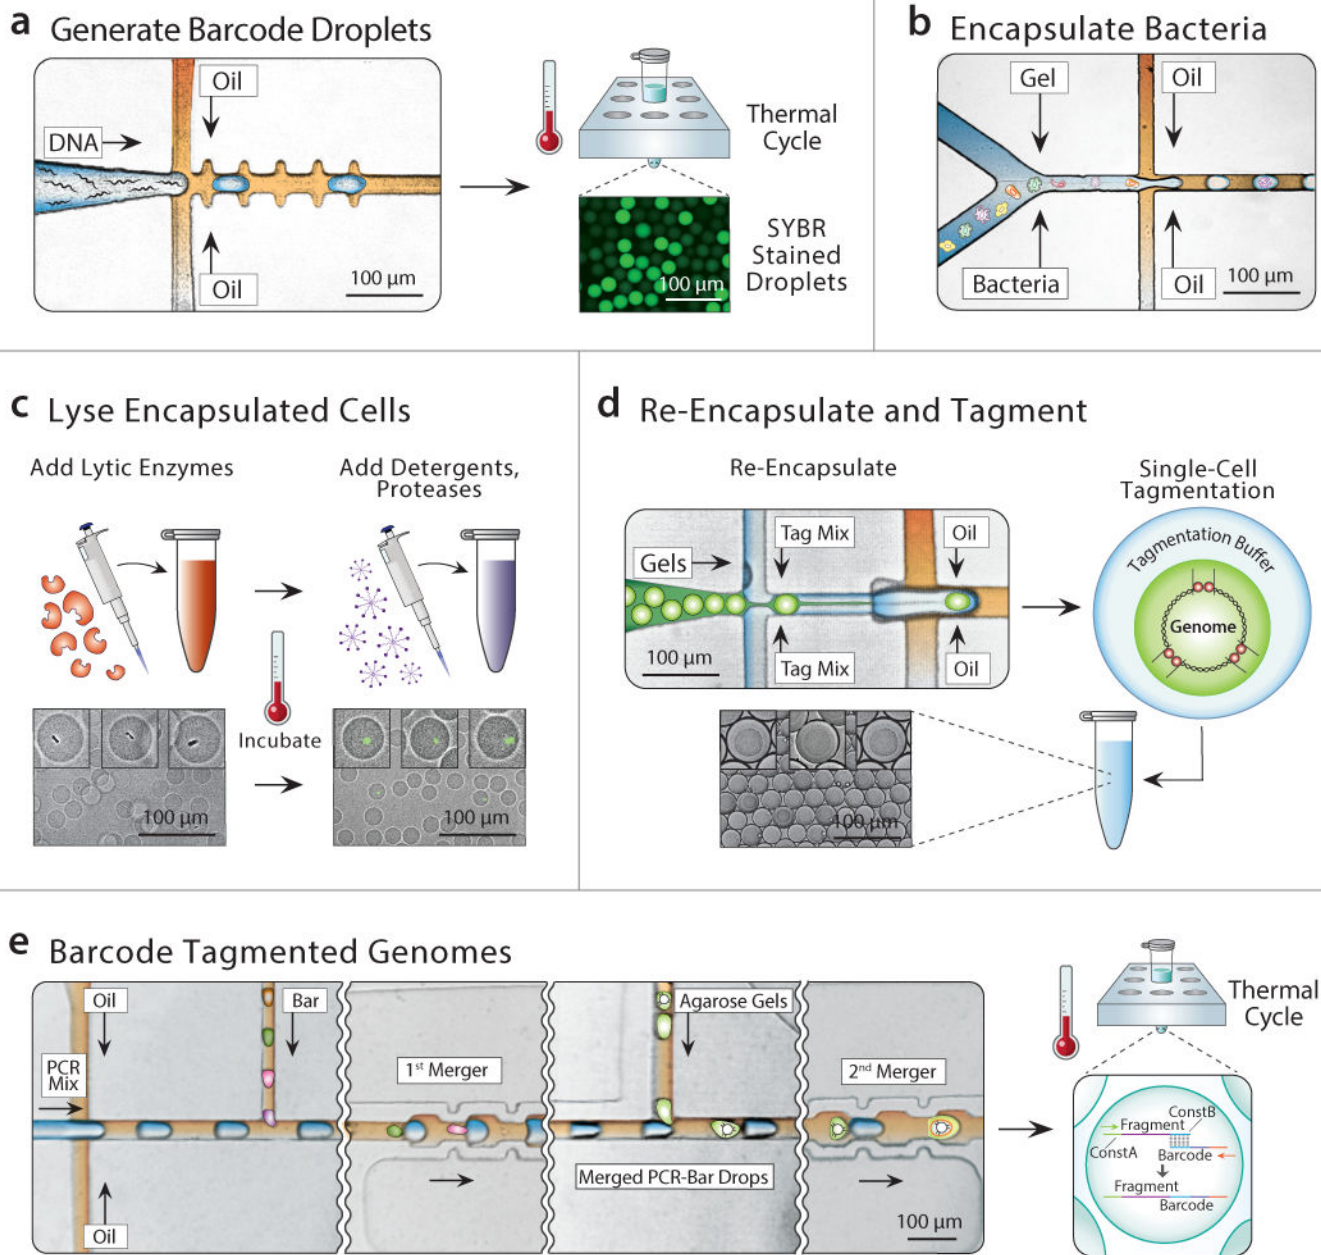 a Generate Barcode Droplets
Oil
DNA
Oil
100 µm
Thermal
Cycle
SYBR
Stained
Droplets
100 µm
b Encapsulate Bacteria
Gel
Oil
Bacteria
Oil
100 µm
c Lyse Encapsulated Cells
Add Lytic Enzymes
Add Detergents,
Proteases
Incubate
100 µm
100 µm
d Re-Encapsulate and Tagment
Re-Encapsulate
Gels
Tag Mix
Oil
Tag Mix
Oil
100 µm
Single-Cell
Tagmentation
Tagmentation Buffer
Genome
100 µm
e Barcode Tagmented Genomes
Oil
Bar
PCR
Mix
Oil
1st Merger
Agarose Gels
Merged PCR-Bar Drops
2nd Merger
100 µm
Thermal
Cycle
ConstB
Fragment
ConstA
Barcode
Fragment
Barcode